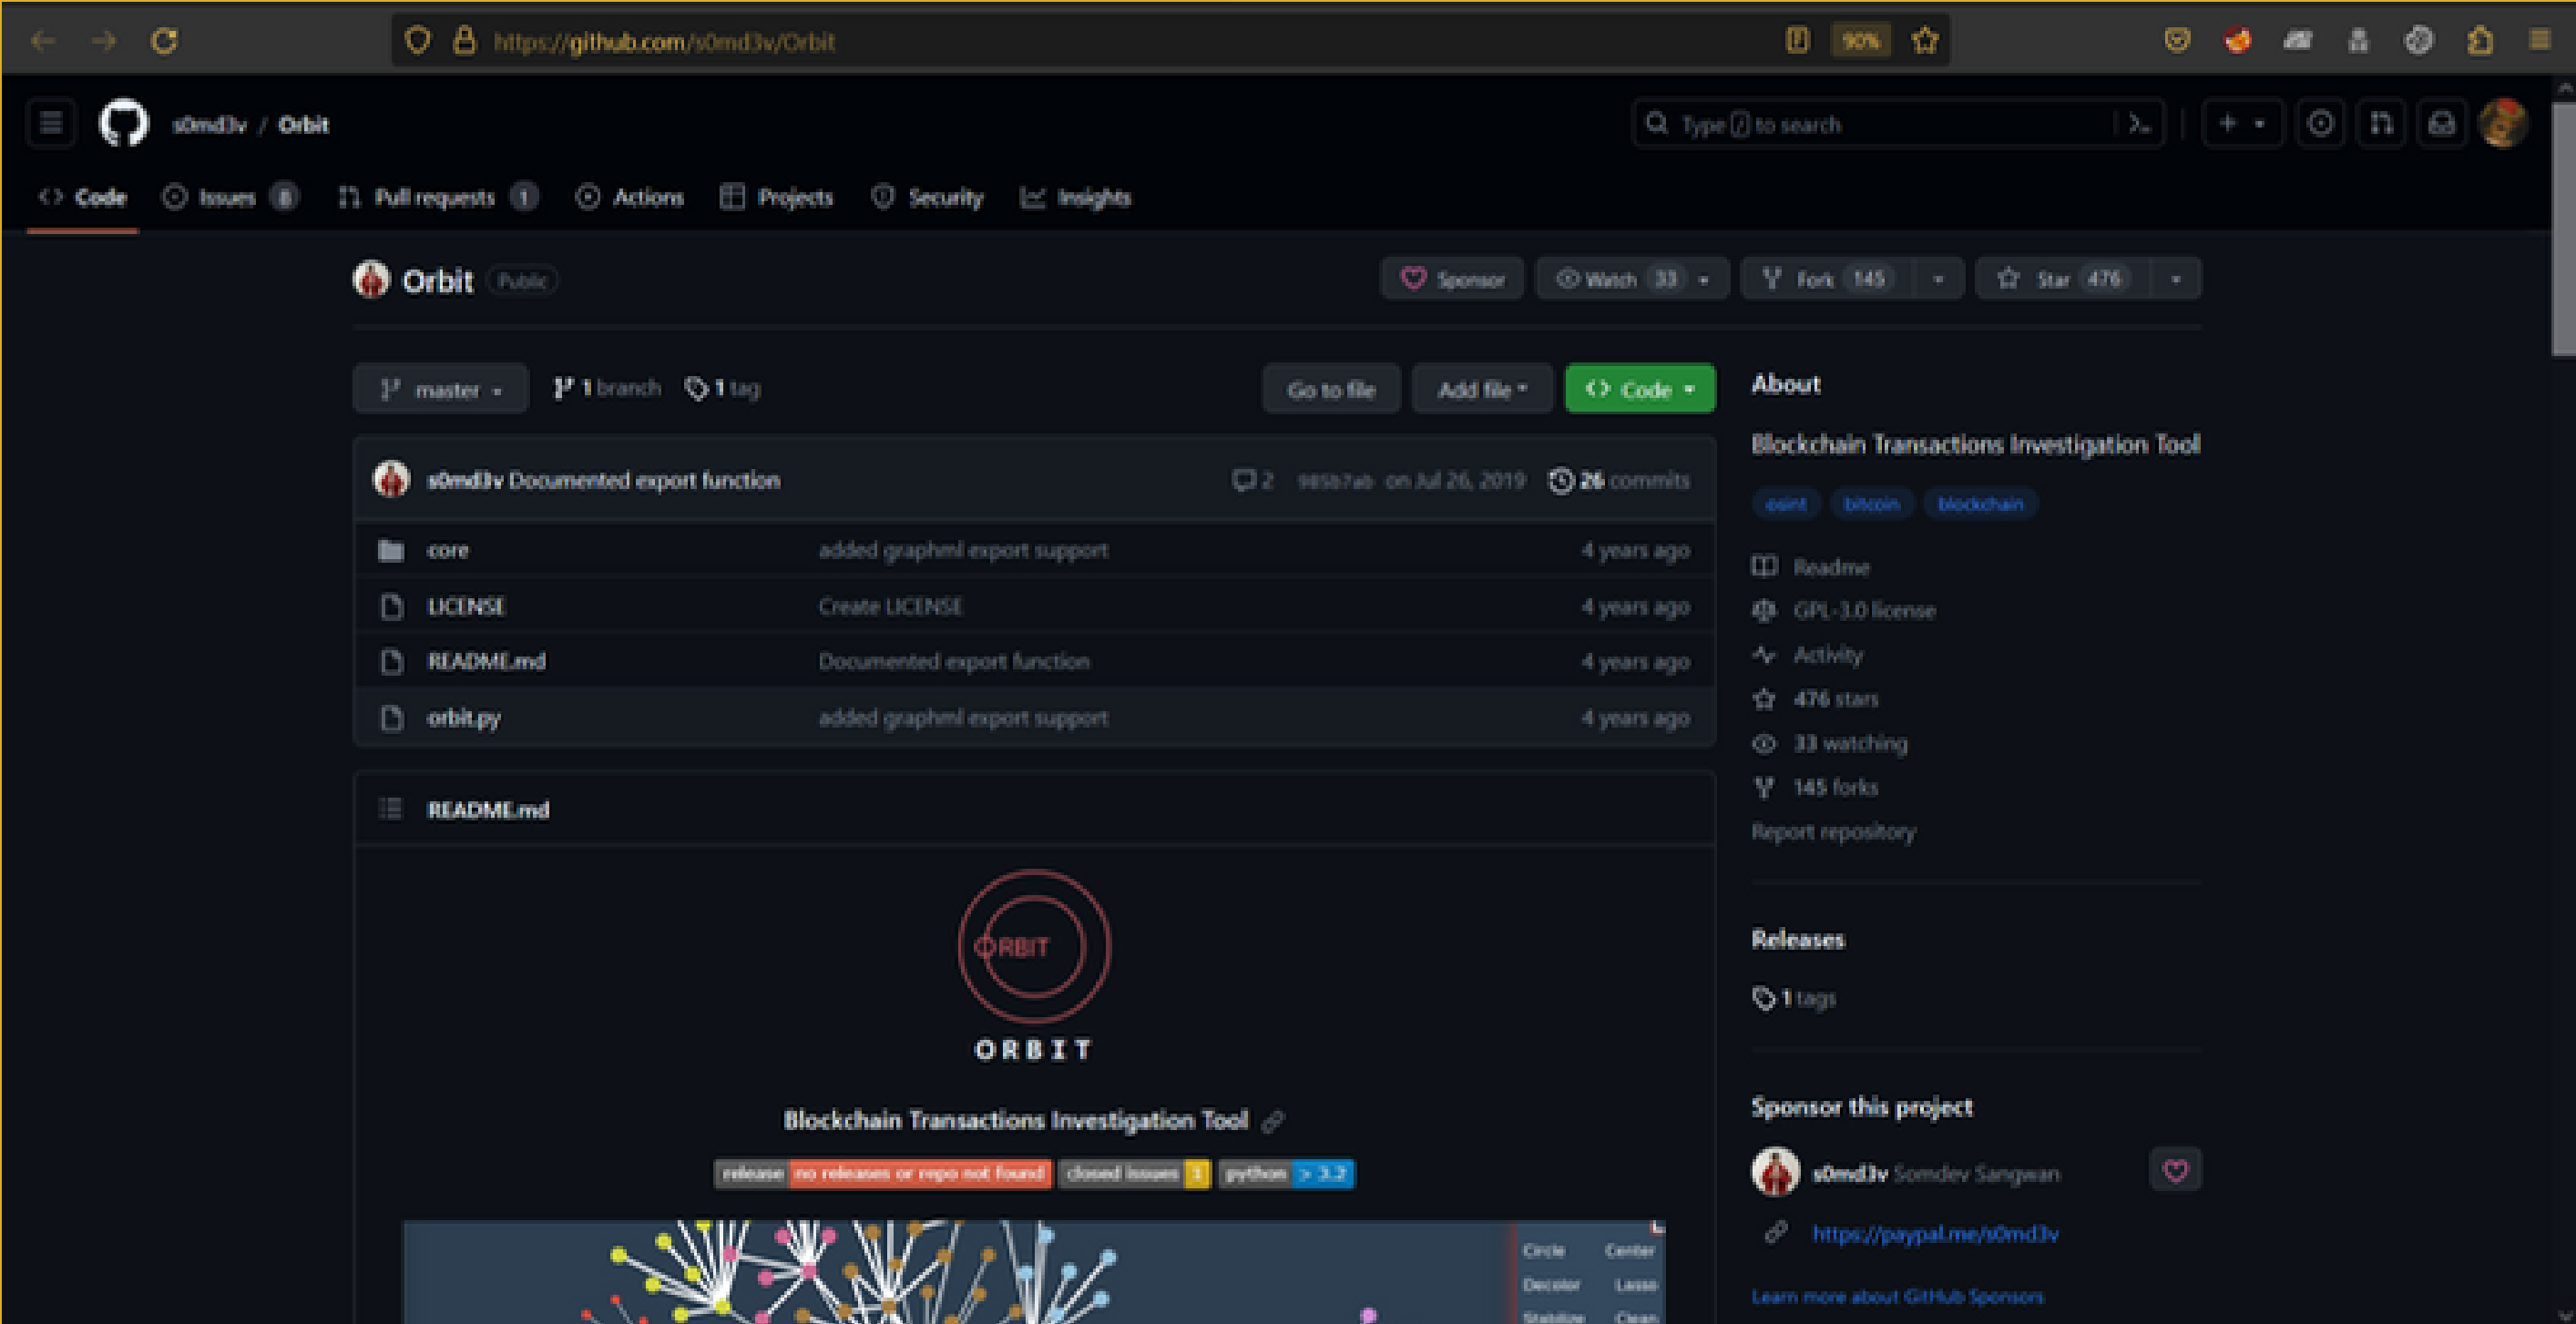 https://github.com/s0md3v/Orbit
90%
s0md3v / Orbit
Type / to search
Code
Issues 8
Pull requests 1
Actions
Projects
Security
Insights
Orbit Public
Sponsor
Watch 33
Fork 145
Star 476
master
1 branch
1 tag
Go to file
Add file
Code
s0md3v Documented export function
2
985b7ab on Jul 26, 2019
26 commits
core added graphml export support 4 years ago
LICENSE Create LICENSE 4 years ago
README.md Documented export function 4 years ago
orbit.py added graphml export support 4 years ago
README.md
ORBIT
ORBIT
Blockchain Transactions Investigation Tool
release no releases or repo not found
closed issues 1
python > 3.2
Circle Center
Decolor Lasso
Stabilize Clean
About
Blockchain Transactions Investigation Tool
osint bitcoin blockchain
Readme
GPL-3.0 license
Activity
476 stars
33 watching
145 forks
Report repository
Releases
1 tags
Sponsor this project
s0md3v Somdev Sangwan
https://paypal.me/s0md3v
Learn more about GitHub Sponsors